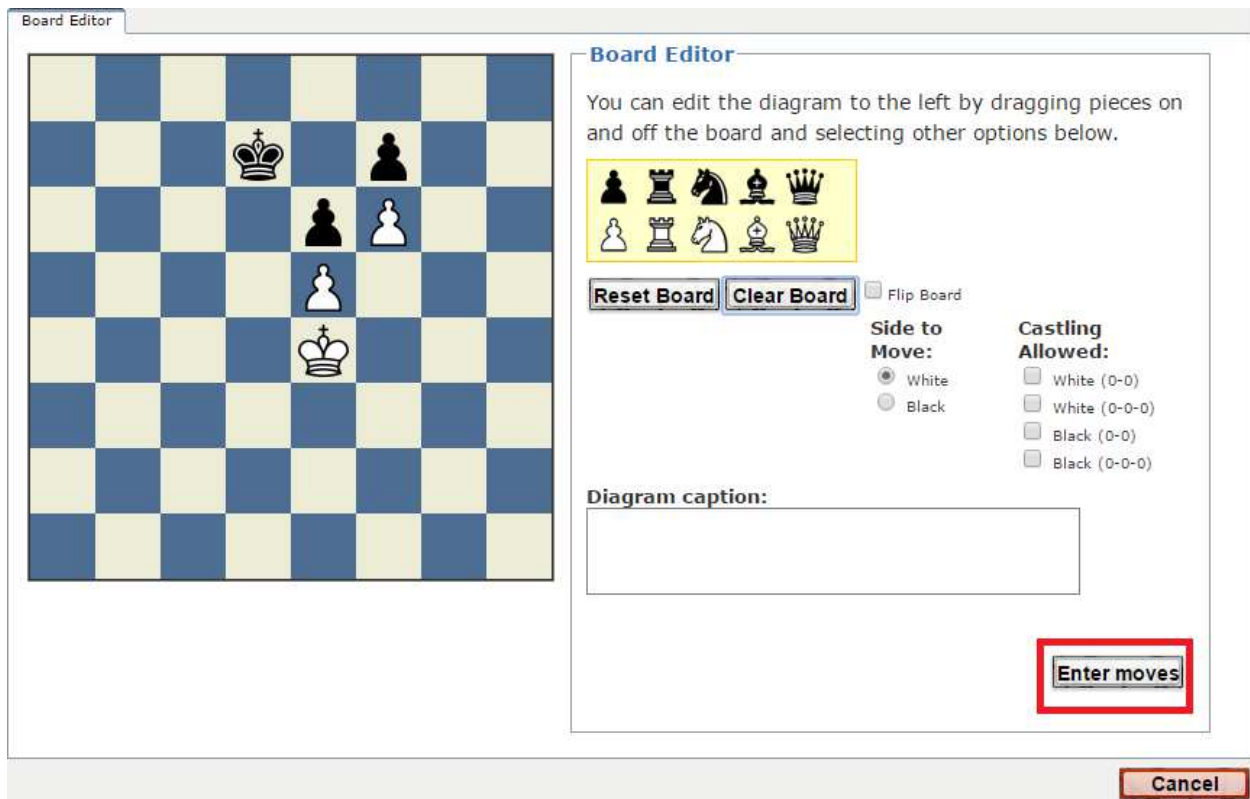 Board Editor
Board Editor
You can edit the diagram to the left by dragging pieces on
and off the board and selecting other options below.
Reset Board Clear Board Flip Board
Side to Move:
White
Black
Castling Allowed:
White (0-0)
White (0-0-0)
Black (0-0)
Black (0-0-0)
Diagram caption:
Enter moves
Cancel